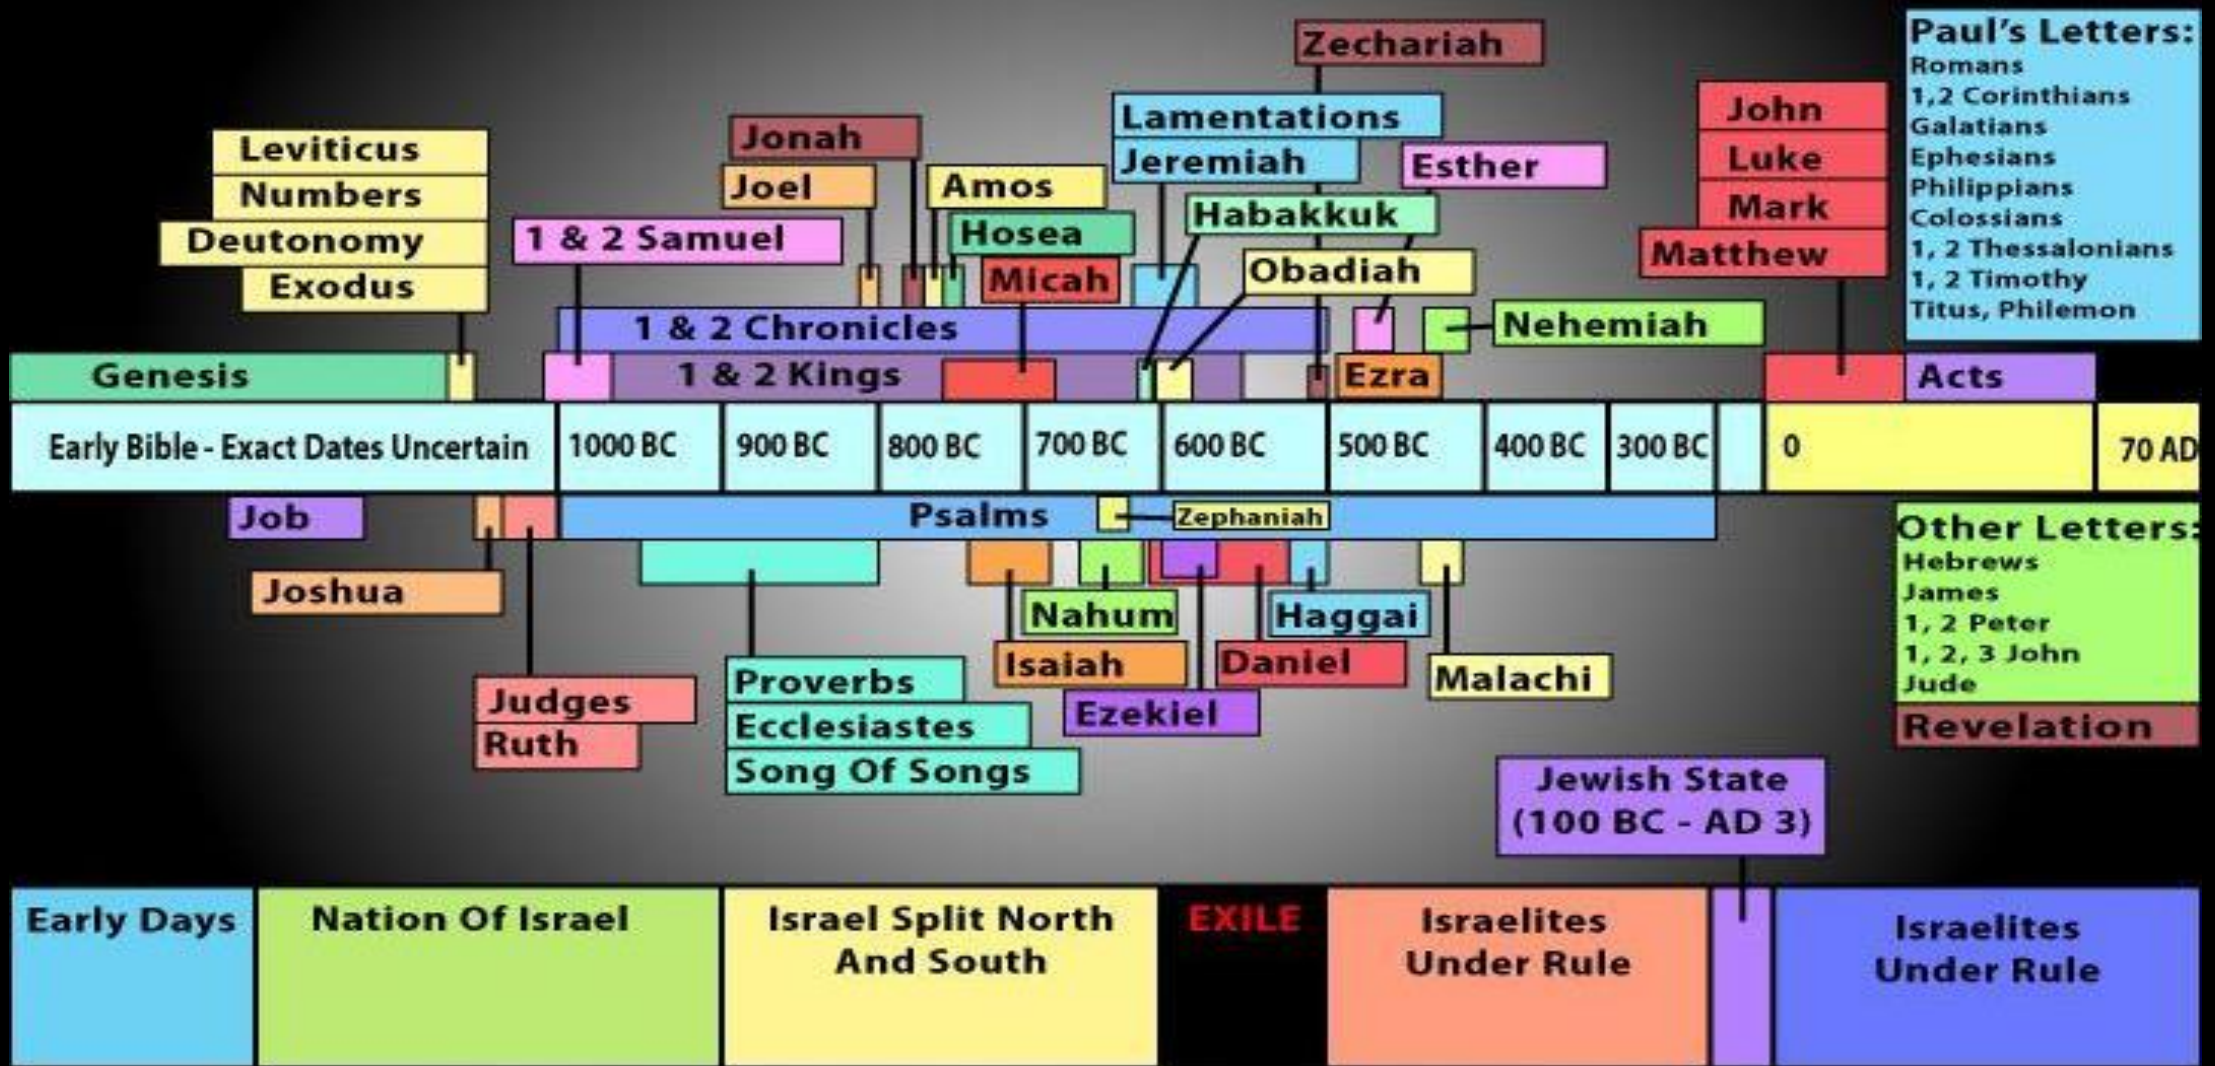 Zechariah
Paul's Letters:
Romans
1,2 Corinthians
Galatians
Ephesians
Philippians
Colossians
1, 2 Thessalonians
1, 2 Timothy
Titus, Philemon
John
Luke
Mark
Matthew
Lamentations
Jeremiah
Esther
Habakkuk
Obadiah
Nehemiah
Jonah
Joel
Amos
Hosea
Micah
Leviticus
Numbers
Deutonomy
Exodus
1 & 2 Samuel
1 & 2 Chronicles
Genesis
1 & 2 Kings
Ezra
Acts
Early Bible - Exact Dates Uncertain
1000 BC
900 BC
800 BC
700 BC
600 BC
500 BC
400 BC
300 BC
0
70 AD
Job
Psalms
Zephaniah
Joshua
Nahum
Haggai
Isaiah
Daniel
Malachi
Ezekiel
Judges
Ruth
Proverbs
Ecclesiastes
Song Of Songs
Other Letters:
Hebrews
James
1, 2 Peter
1, 2, 3 John
Jude
Revelation
Jewish State
(100 BC - AD 3)
Early Days
Nation Of Israel
Israel Split North
And South
EXILE
Israelites
Under Rule
Israelites
Under Rule